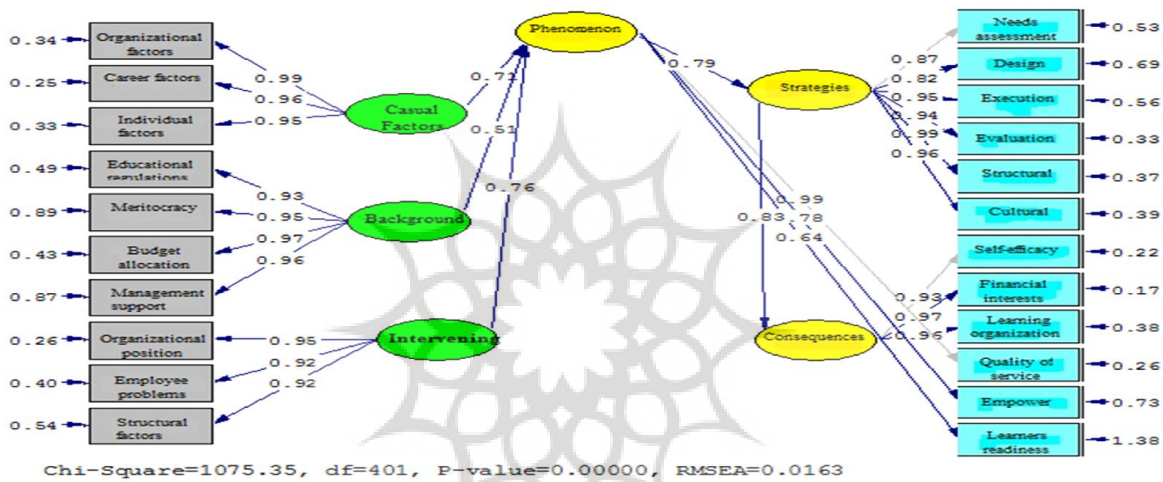 0.34
Organizational
factors
0.25
Career factors
0.33
Individual
factors
0.49
Educational
regulations
0.89
Meritocracy
0.43
Budget
allocation
0.87
Management
support
0.26
Organizational
position
0.40
Employee
problems
0.54
Structural
factors
0.99
0.96
0.95
0.93
0.95
0.97
0.96
0.95
0.92
0.92
Casual
Factors
Background
Intervening
0.71
0.51
0.76
Phenomenon
0.79
Strategies
0.99
0.83
.78
0.64
Consequences
0.87
0.82
0.95
0.94
0.99
0.96
0.93
0.97
0.96
Needs
assessment
0.53
Design
0.69
Execution
0.56
Evaluation
0.33
Structural
0.37
Cultural
0.39
Self-efficacy
0.22
Financial
interests
0.17
Learning
organization
0.38
Quality of
service
0.26
Empower
0.73
Learners
readiness
1.38
Chi-Square=1075.35, df=401, P-value=0.00000, RMSEA=0.0163